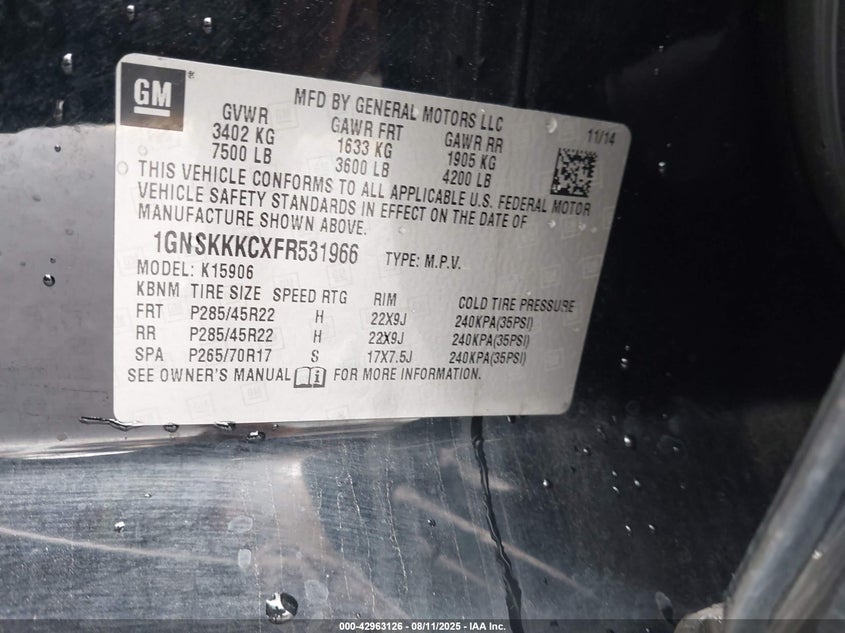 GM
MFD BY GENERAL MOTORS LLC
11/14
GVWR GAWR FRT GAWR RR
3402 KG 1633 KG 1905 KG
7500 LB 3600 LB 4200 LB
THIS VEHICLE CONFORMS TO ALL APPLICABLE U.S. FEDERAL MOTOR
VEHICLE SAFETY STANDARDS IN EFFECT ON THE DATE OF
MANUFACTURE SHOWN ABOVE.
1GNSKKKCXFR531966 TYPE: M.P.V.
MODEL: K15906
KBNM TIRE SIZE SPEED RTG RIM COLD TIRE PRESSURE
FRT P285/45R22 H 22X9J 240KPA(35PSI)
RR P285/45R22 H 22X9J 240KPA(35PSI)
SPA P265/70R17 S 17X7.5J 240KPA(35PSI)
SEE OWNER'S MANUAL FOR MORE INFORMATION.
000-42963126 - 08/11/2025 - IAA Inc.